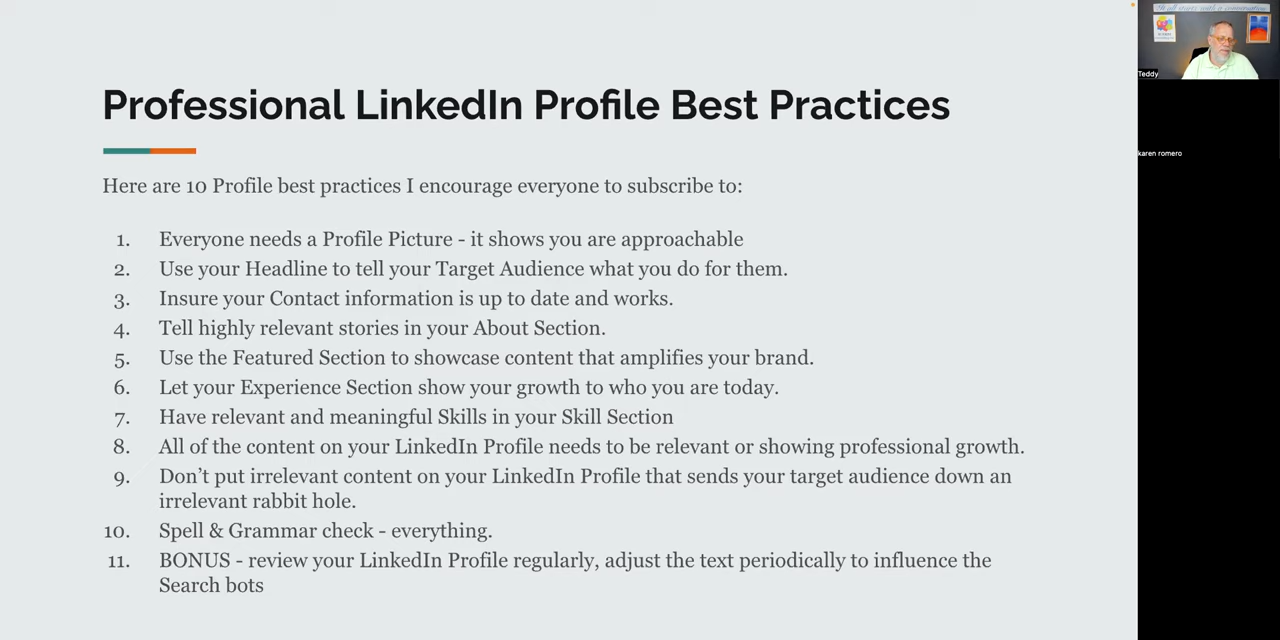 It all starts with a conversation
Teddy
karen romero
Professional LinkedIn Profile Best Practices
Here are 10 Profile best practices I encourage everyone to subscribe to:
1. Everyone needs a Profile Picture - it shows you are approachable
2. Use your Headline to tell your Target Audience what you do for them.
3. Insure your Contact information is up to date and works.
4. Tell highly relevant stories in your About Section.
5. Use the Featured Section to showcase content that amplifies your brand.
6. Let your Experience Section show your growth to who you are today.
7. Have relevant and meaningful Skills in your Skill Section
8. All of the content on your LinkedIn Profile needs to be relevant or showing professional growth.
9. Don’t put irrelevant content on your LinkedIn Profile that sends your target audience down an
irrelevant rabbit hole.
10. Spell & Grammar check - everything.
11. BONUS - review your LinkedIn Profile regularly, adjust the text periodically to influence the
Search bots